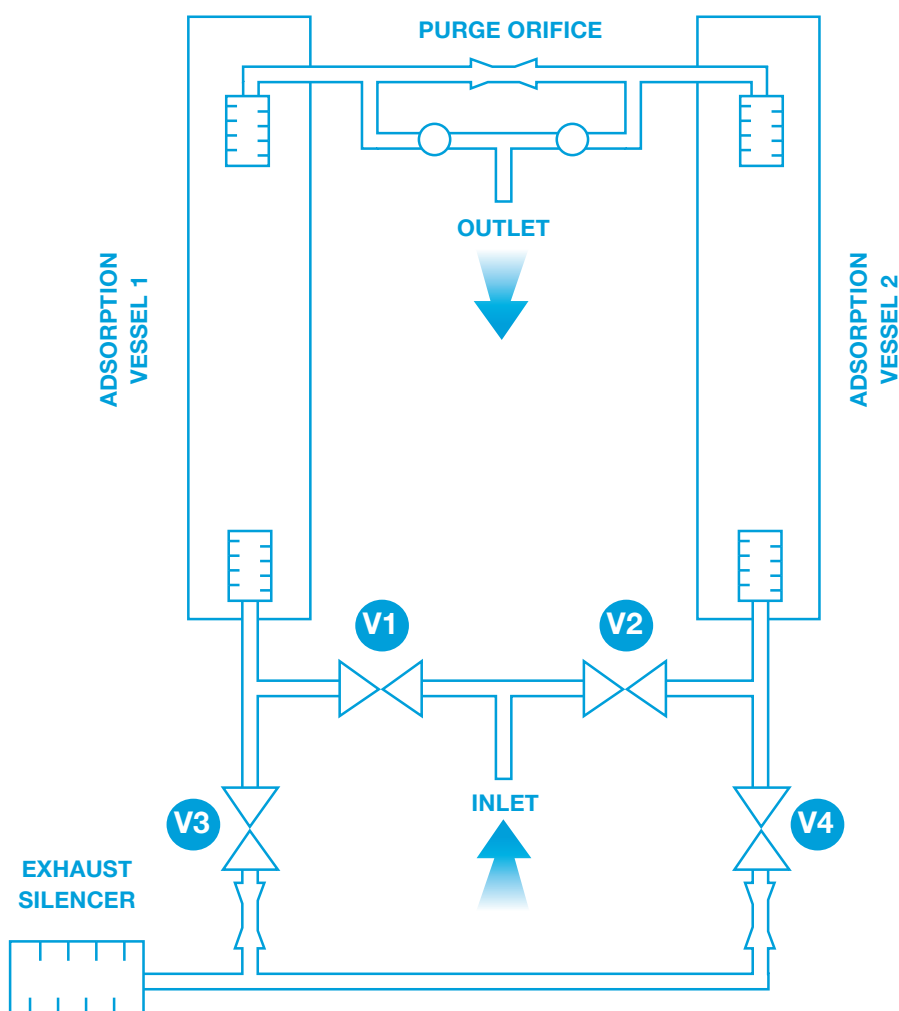 PURGE ORIFICE
OUTLET
ADSORPTION
VESSEL 1
ADSORPTION
VESSEL 2
V1
V2
INLET
V3
V4
EXHAUST
SILENCER